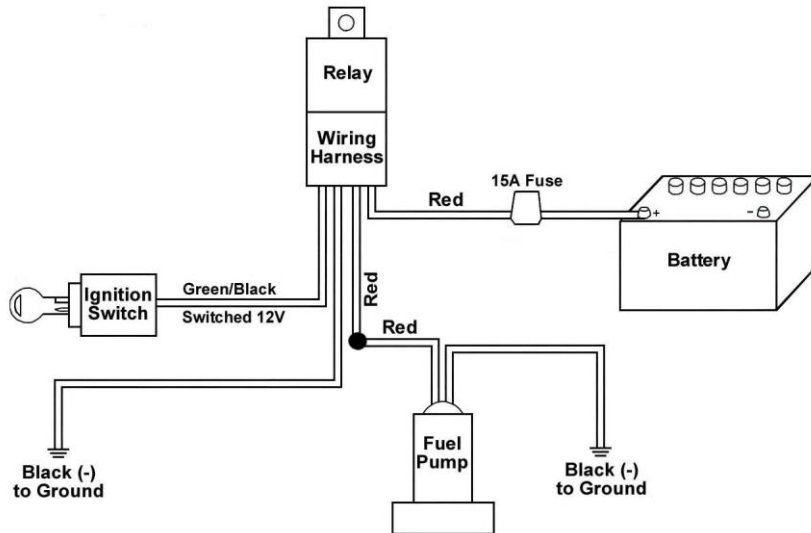 Relay
Wiring
Harness
Red
15A Fuse
+
-
Battery
Ignition
Switch
Green/Black
Switched 12V
Red
Red
Fuel
Pump
Black (-)
to Ground
Black (-)
to Ground